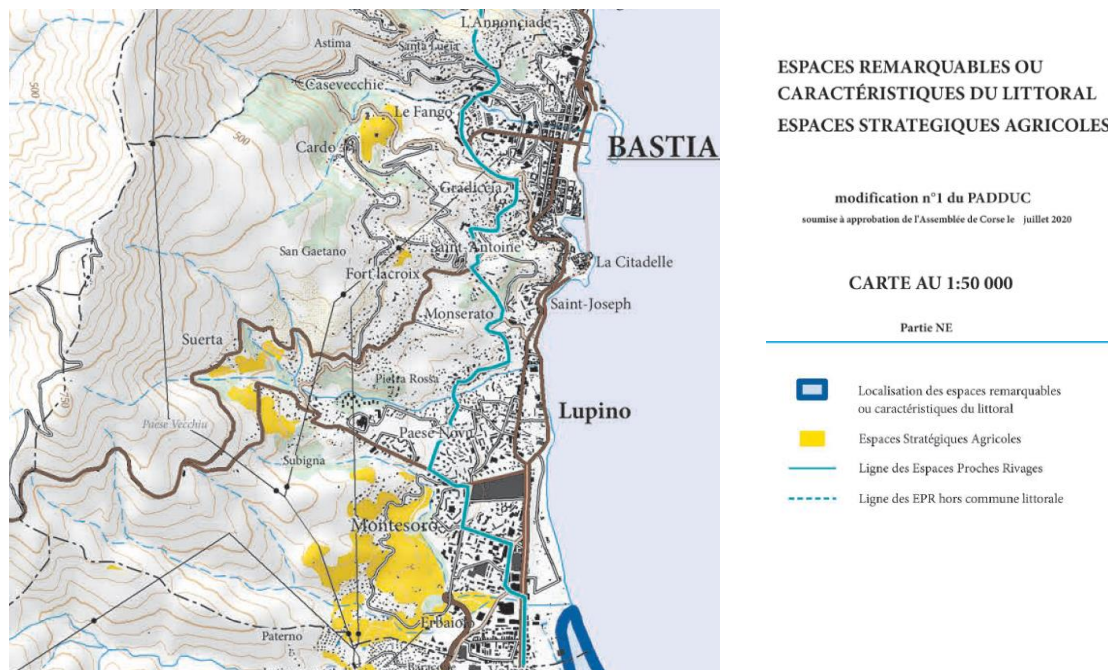 L'Annonciade
Astima
Santa Lucia
Casevecchie
Le Fango
500
500
Cardo
BASTIA
Gradiccia
Saint-Antoine
San Gaetano
Fort lacroix
La Citadelle
Saint-Joseph
Monserato
Suerta
Pietra Rossa
750
Lupino
Paese Vecchiu
Paese Novu
Subigna
Montesoro
Erbaiolo
Paterno
ESPACES REMARQUABLES OU
CARACTÉRISTIQUES DU LITTORAL
ESPACES STRATEGIQUES AGRICOLES
modification n°1 du PADDUC
soumise à approbation de l'Assemblée de Corse le juillet 2020
CARTE AU 1:50 000
Partie NE
Localisation des espaces remarquables
ou caractéristiques du littoral
Espaces Stratégiques Agricoles
Ligne des Espaces Proches Rivages
Ligne des EPR hors commune littorale